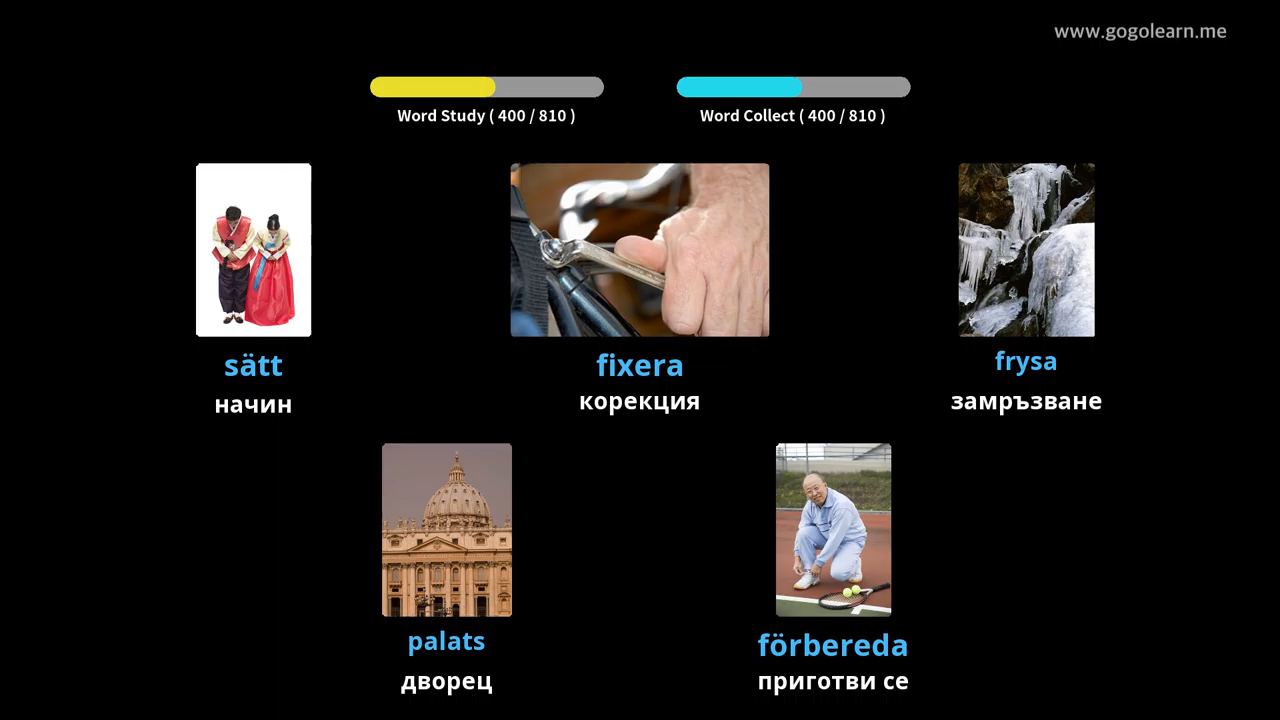 www.gogolearn.me
Word Study ( 400 / 810 )
Word Collect ( 400 / 810 )
sätt
начин
fixera
корекция
frysa
замръзване
palats
дворец
förbereda
приготви се